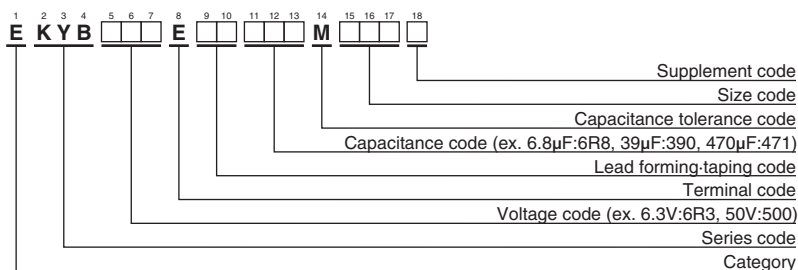 1 2 3 4 5 6 7 8 9 10 11 12 13 14 15 16 17 18
E K Y B E M
Supplement code
Size code
Capacitance tolerance code
Capacitance code (ex. 6.8µF:6R8, 39µF:390, 470µF:471)
Lead forming·taping code
Terminal code
Voltage code (ex. 6.3V:6R3, 50V:500)
Series code
Category